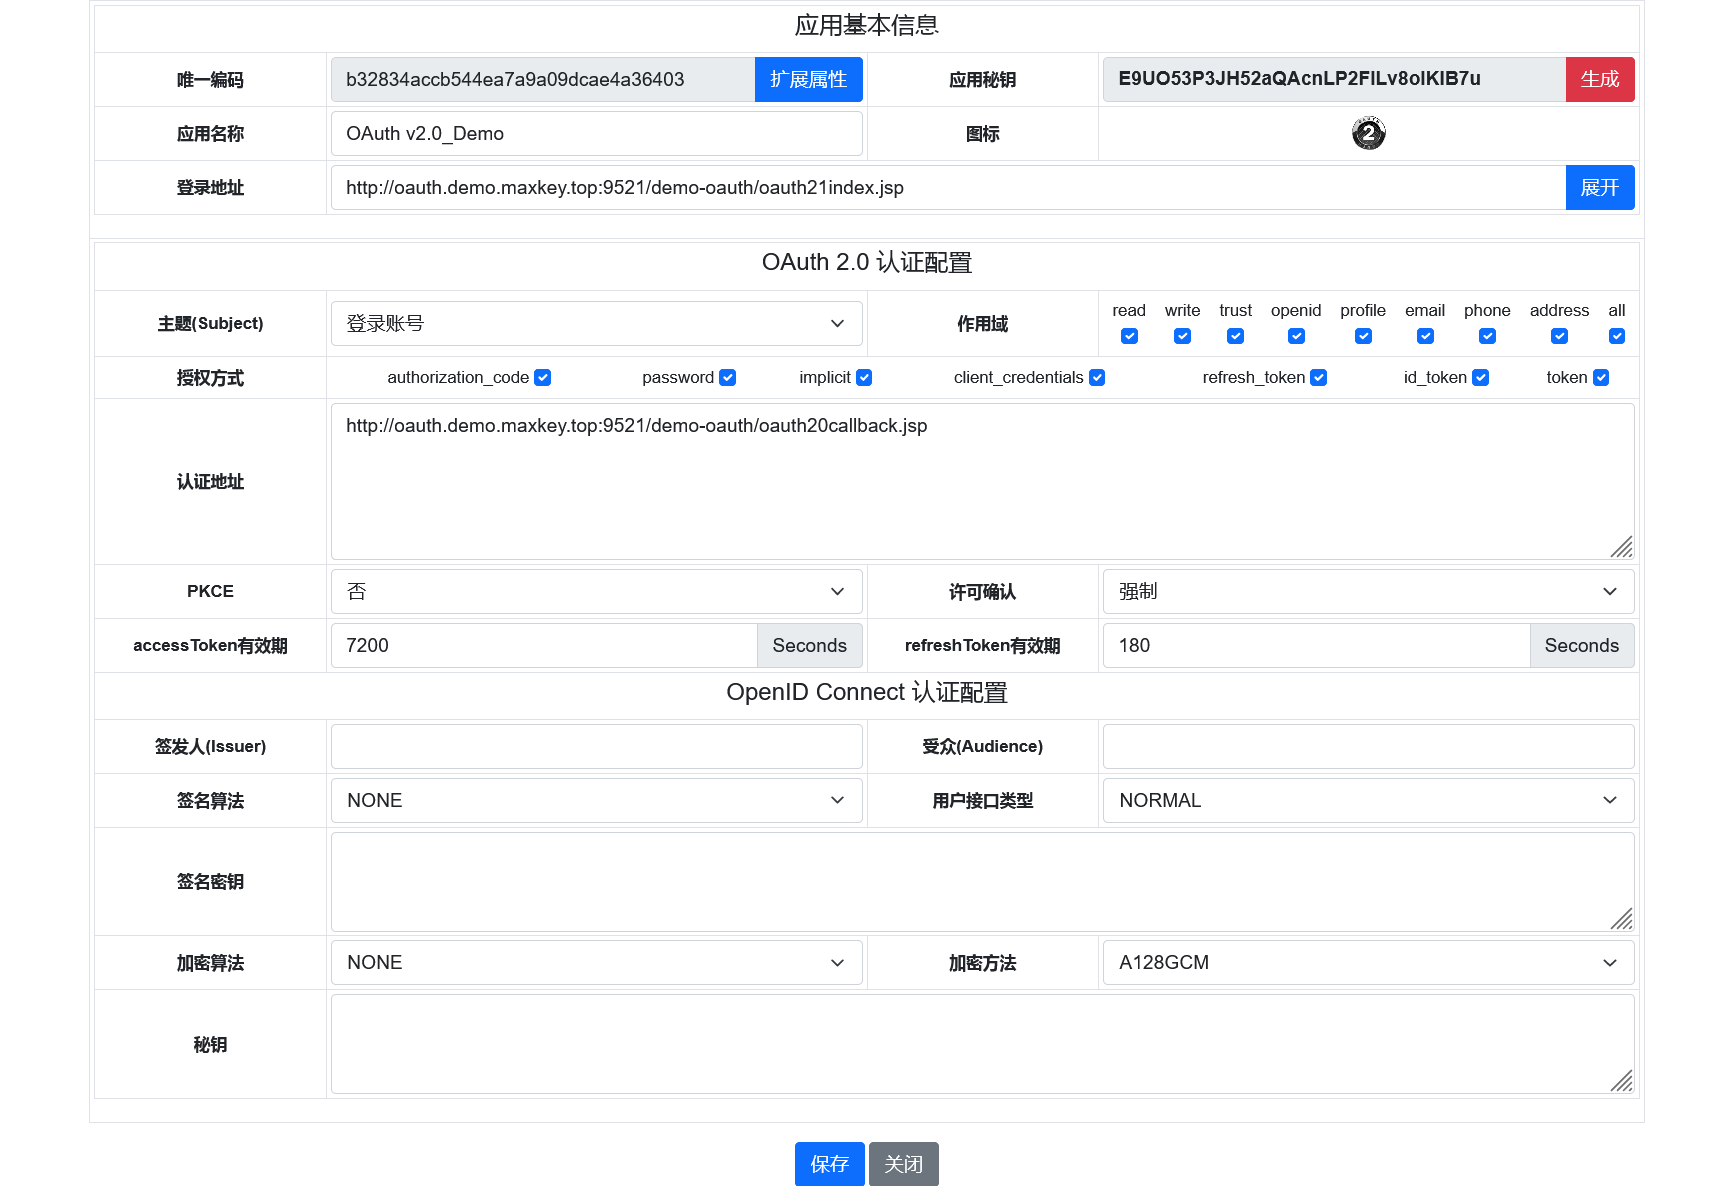 应用基本信息
唯一编码 b32834accb544ea7a9a09dcae4a36403 扩展属性 应用秘钥 E9UO53P3JH52aQAcnLP2FlLv8olKIB7u 生成
应用名称 OAuth v2.0_Demo 图标 2
登录地址 http://oauth.demo.maxkey.top:9521/demo-oauth/oauth21index.jsp 展开
OAuth 2.0 认证配置
主题(Subject) 登录账号 作用域 read write trust openid profile email phone address all
授权方式 authorization_code password implicit client_credentials refresh_token id_token token
认证地址 http://oauth.demo.maxkey.top:9521/demo-oauth/oauth20callback.jsp
PKCE 否 许可确认 强制
accessToken有效期 7200 Seconds refreshToken有效期 180 Seconds
OpenID Connect 认证配置
签发人(Issuer) 受众(Audience)
签名算法 NONE 用户接口类型 NORMAL
签名密钥
加密算法 NONE 加密方法 A128GCM
秘钥
保存 关闭